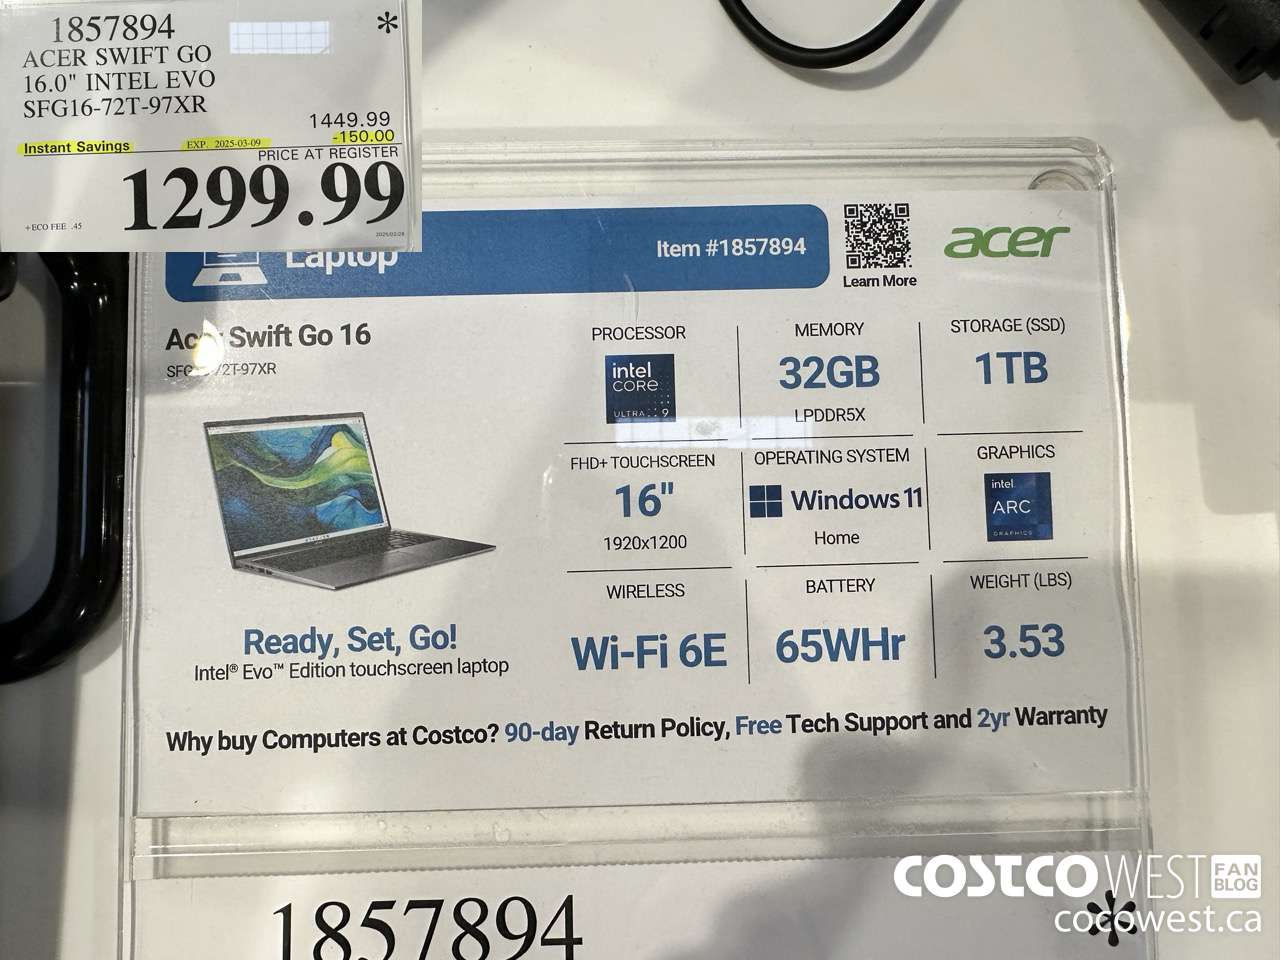 1857894 *
ACER SWIFT GO
16.0" INTEL EVO
SFG16-72T-97XR
1449.99
Instant Savings EXP. 2025-03-09 -150.00
PRICE AT REGISTER
1299.99
+ECO FEE .45
Laptop
Item #1857894
Learn More
acer
Acer Swift Go 16
72T-97XR
PROCESSOR
intel
CORE
ULTRA 9
MEMORY
32GB
LPDDR5X
STORAGE (SSD)
1TB
FHD+ TOUCHSCREEN
16"
1920x1200
OPERATING SYSTEM
Windows 11
Home
GRAPHICS
intel
ARC
GRAPHICS
WIRELESS
Wi-Fi 6E
BATTERY
65WHr
WEIGHT (LBS)
3.53
Ready, Set, Go!
Intel® Evo™ Edition touchscreen laptop
Why buy Computers at Costco? 90-day Return Policy, Free Tech Support and 2yr Warranty
1857894 *
COSTCO WEST FAN BLOG
cocowest.ca